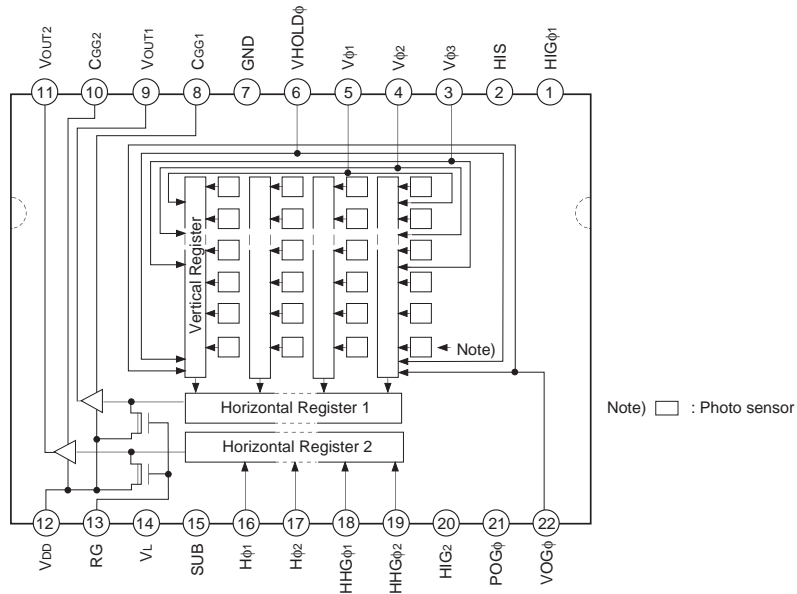 VOUT2
CGG2
VOUT1
CGG1
GND
VHOLDϕ
Vϕ1
Vϕ2
Vϕ3
HIS
HIGϕ1
11
10
9
8
7
6
5
4
3
2
1
Vertical Register
Note)
Horizontal Register 1
Note) : Photo sensor
Horizontal Register 2
12
13
14
15
16
17
18
19
20
21
22
VDD
RG
VL
SUB
Hϕ1
Hϕ2
HHGϕ1
HHGϕ2
HIG2
POGϕ
VOGϕ